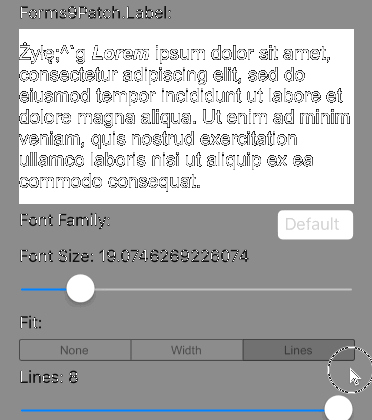 Forms9Patch.Label:
Żyłę;^`g Lorem ipsum dolor sit amet,
consectetur adipiscing elit, sed do
eiusmod tempor incididunt ut labore et
dolore magna aliqua. Ut enim ad minim
veniam, quis nostrud exercitation
ullamco laboris nisi ut aliquip ex ea
commodo consequat.
Font Family:
Default
Font Size: 19.0746269226074
Fit:
None Width Lines
Lines: 8